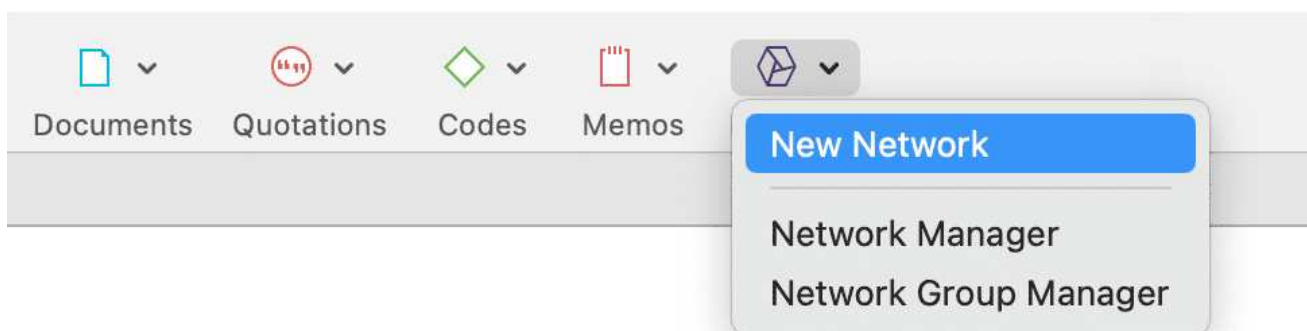 Documents Quotations Codes Memos
New Network
Network Manager
Network Group Manager